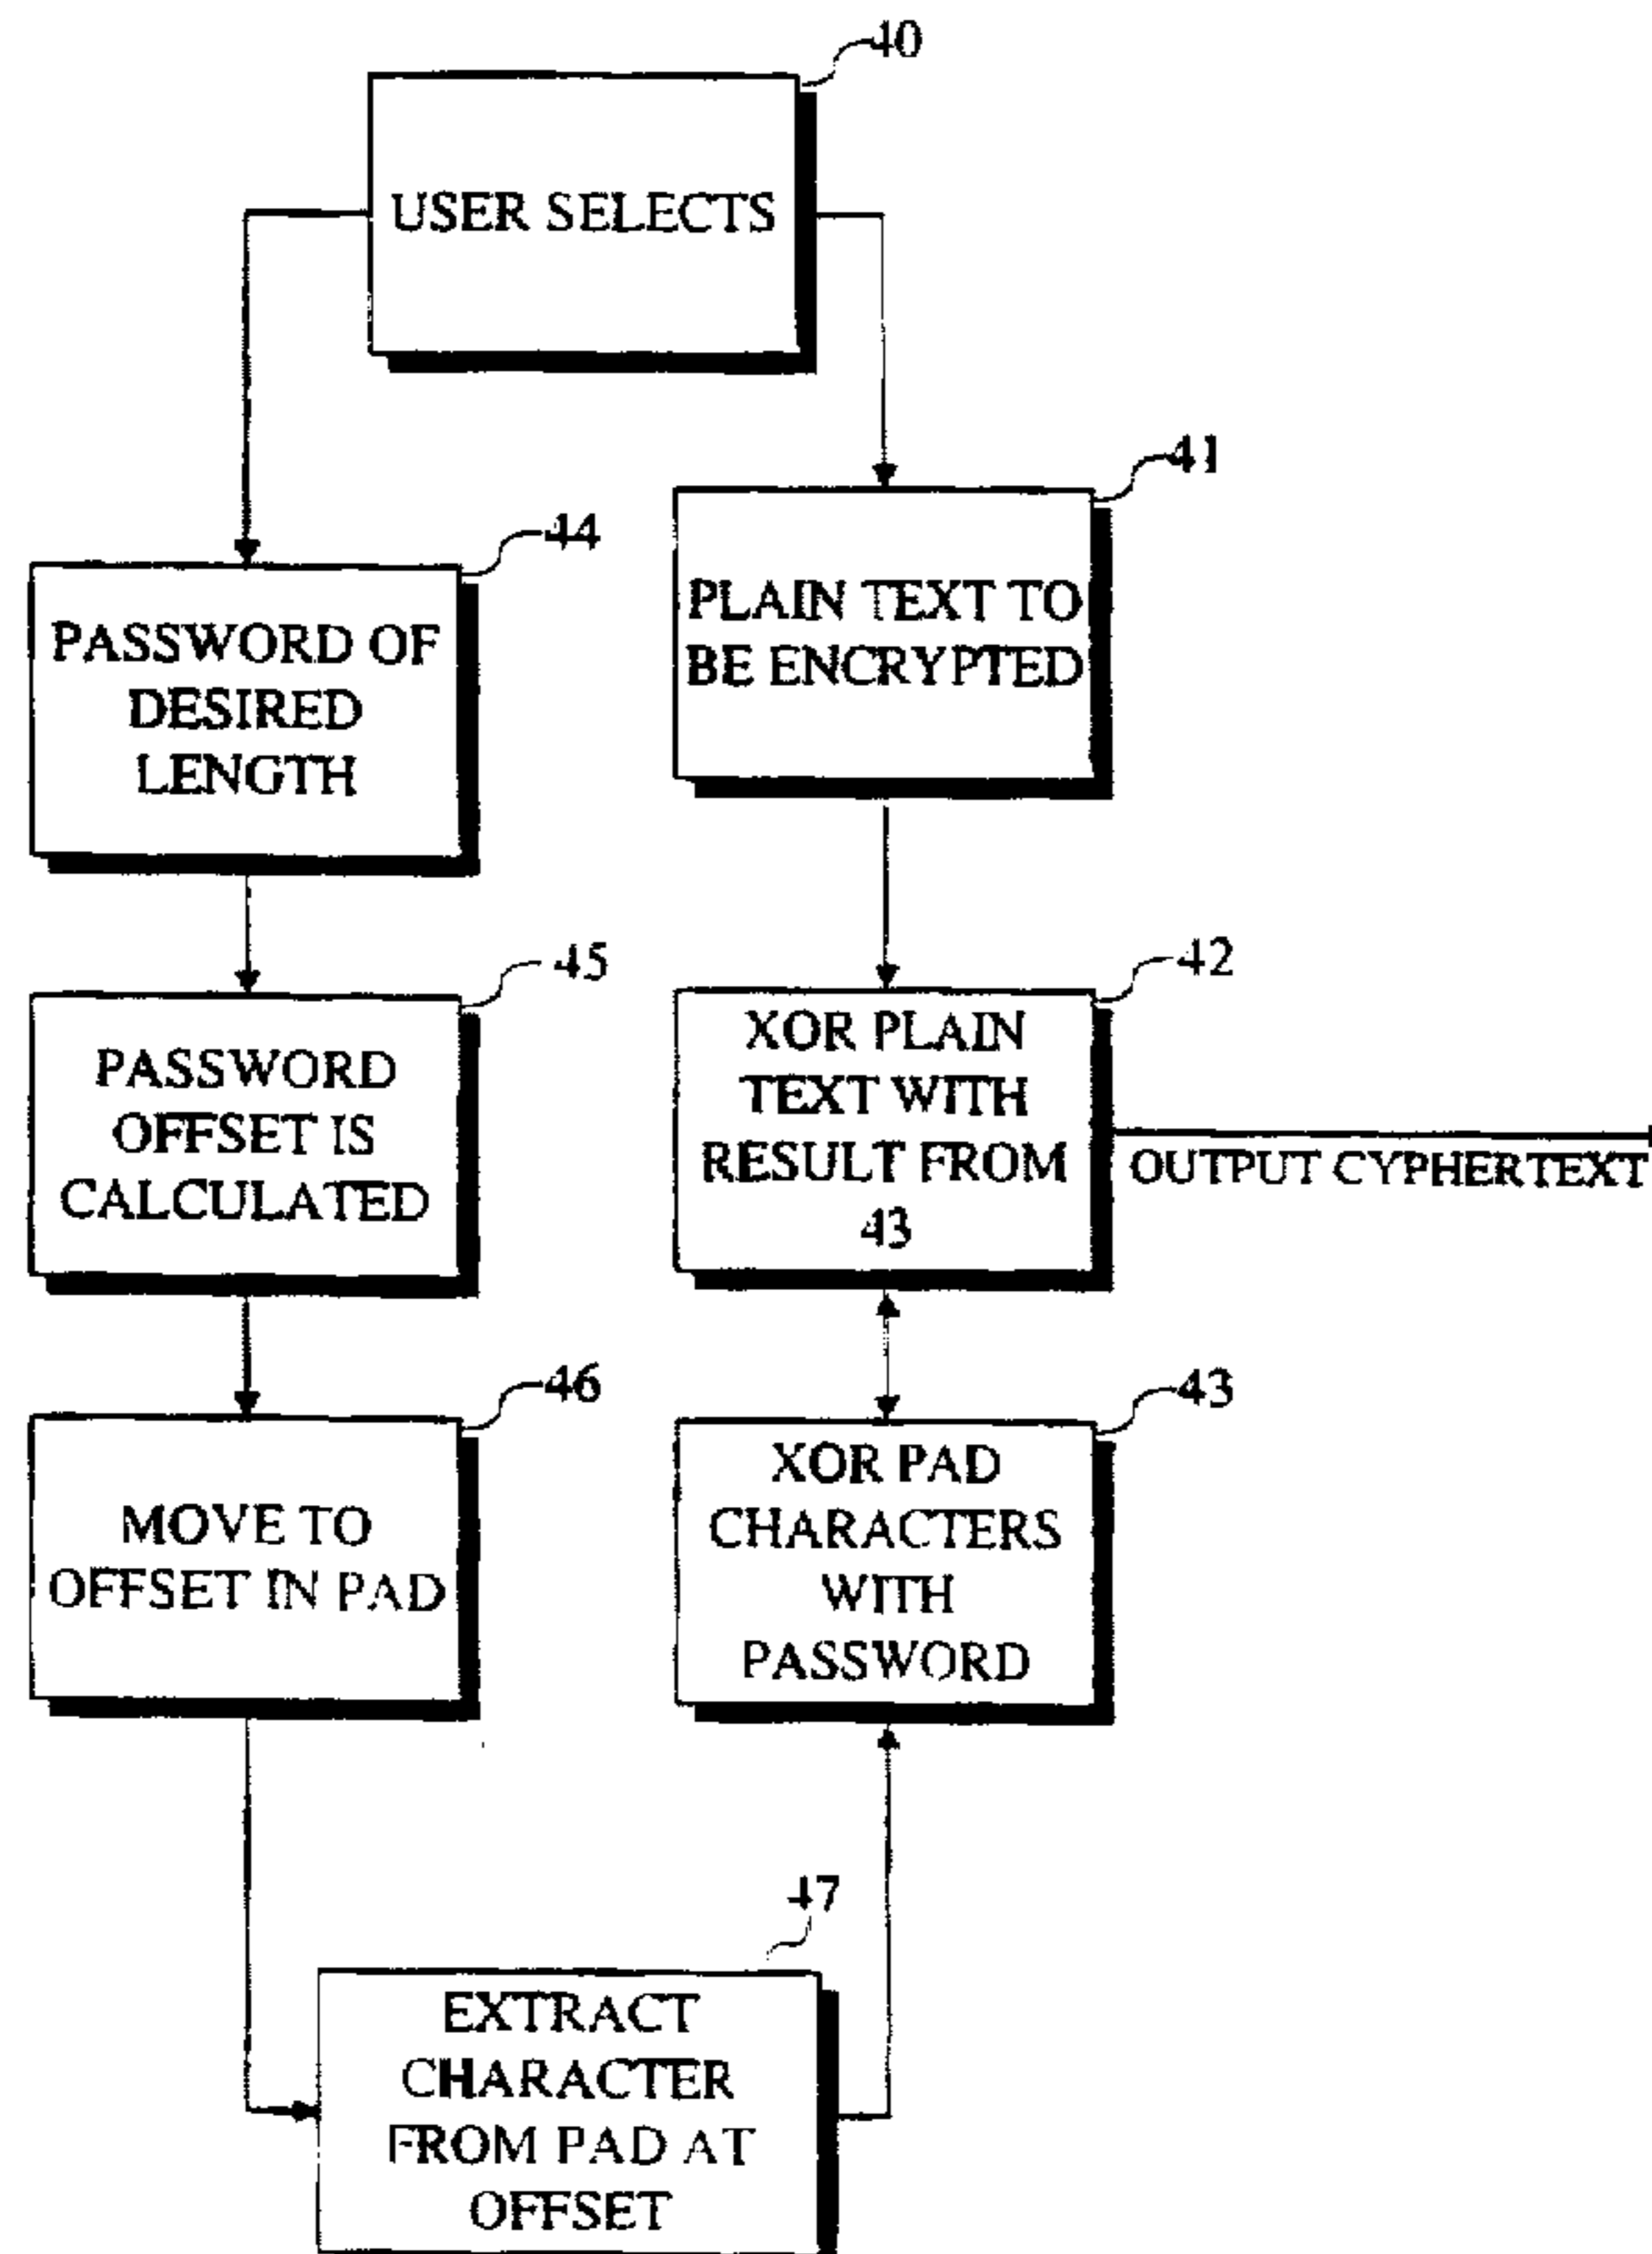 40
USER SELECTS
41
44
PLAIN TEXT TO
BE ENCRYPTED
PASSWORD OF
DESIRED
LENGTH
45
42
PASSWORD
OFFSET IS
CALCULATED
XOR PLAIN
TEXT WITH
RESULT FROM
43
OUTPUT CYPHERTEXT
46
43
MOVE TO
OFFSET IN PAD
XOR PAD
CHARACTERS
WITH
PASSWORD
47
EXTRACT
CHARACTER
FROM PAD AT
OFFSET